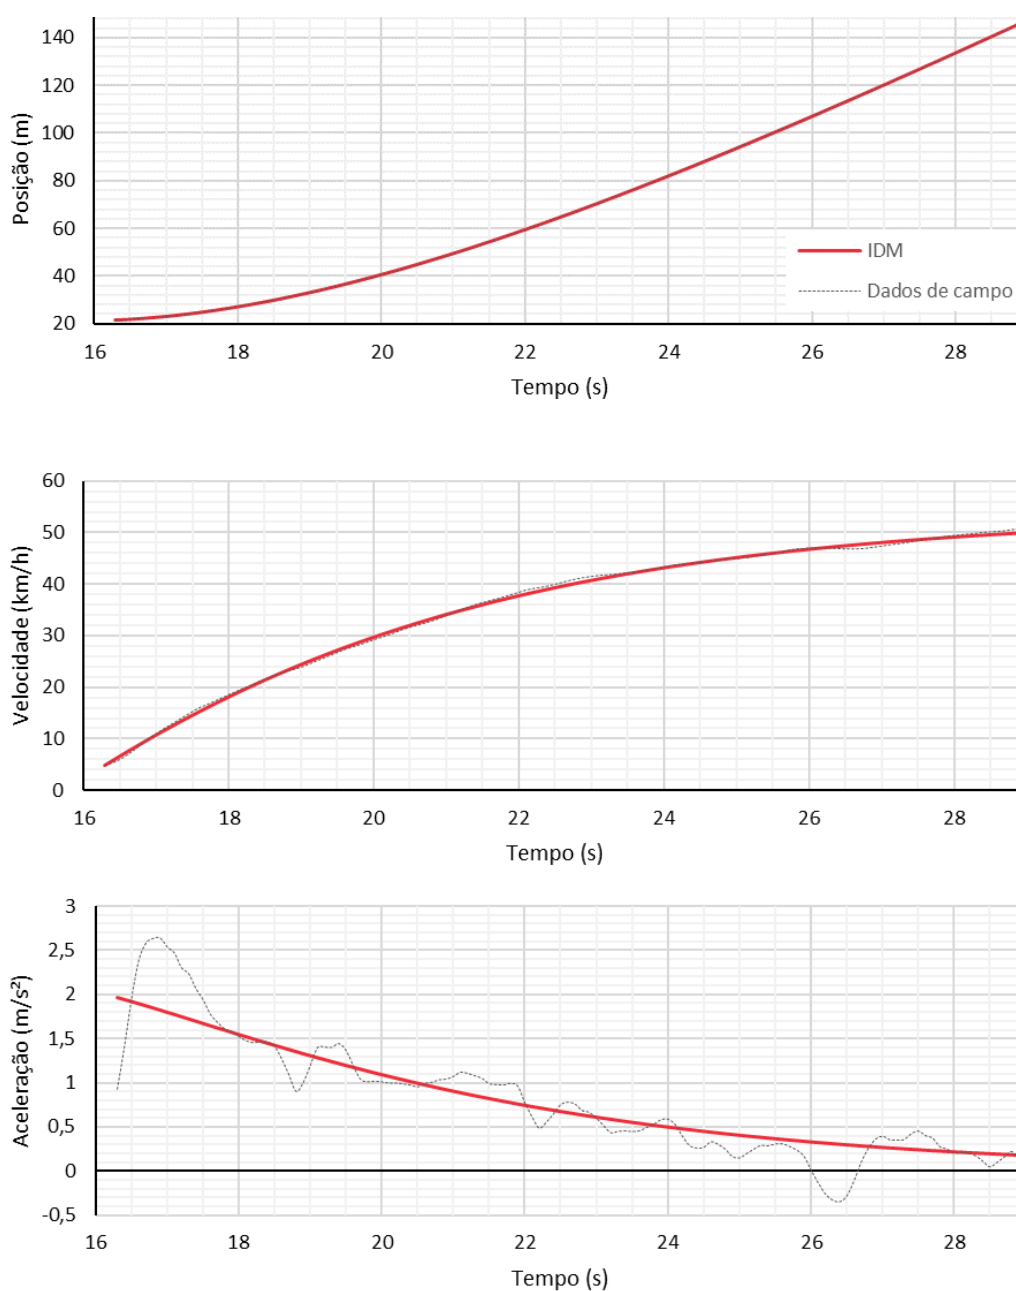 140
120
100
80
60
40
20
Posição (m)
IDM
Dados de campo
16 18 20 22 24 26 28
Tempo (s)
60
50
40
30
20
10
0
Velocidade (km/h)
16 18 20 22 24 26 28
Tempo (s)
3
2,5
2
1,5
1
0,5
0
-0,5
Aceleração (m/s²)
16 18 20 22 24 26 28
Tempo (s)